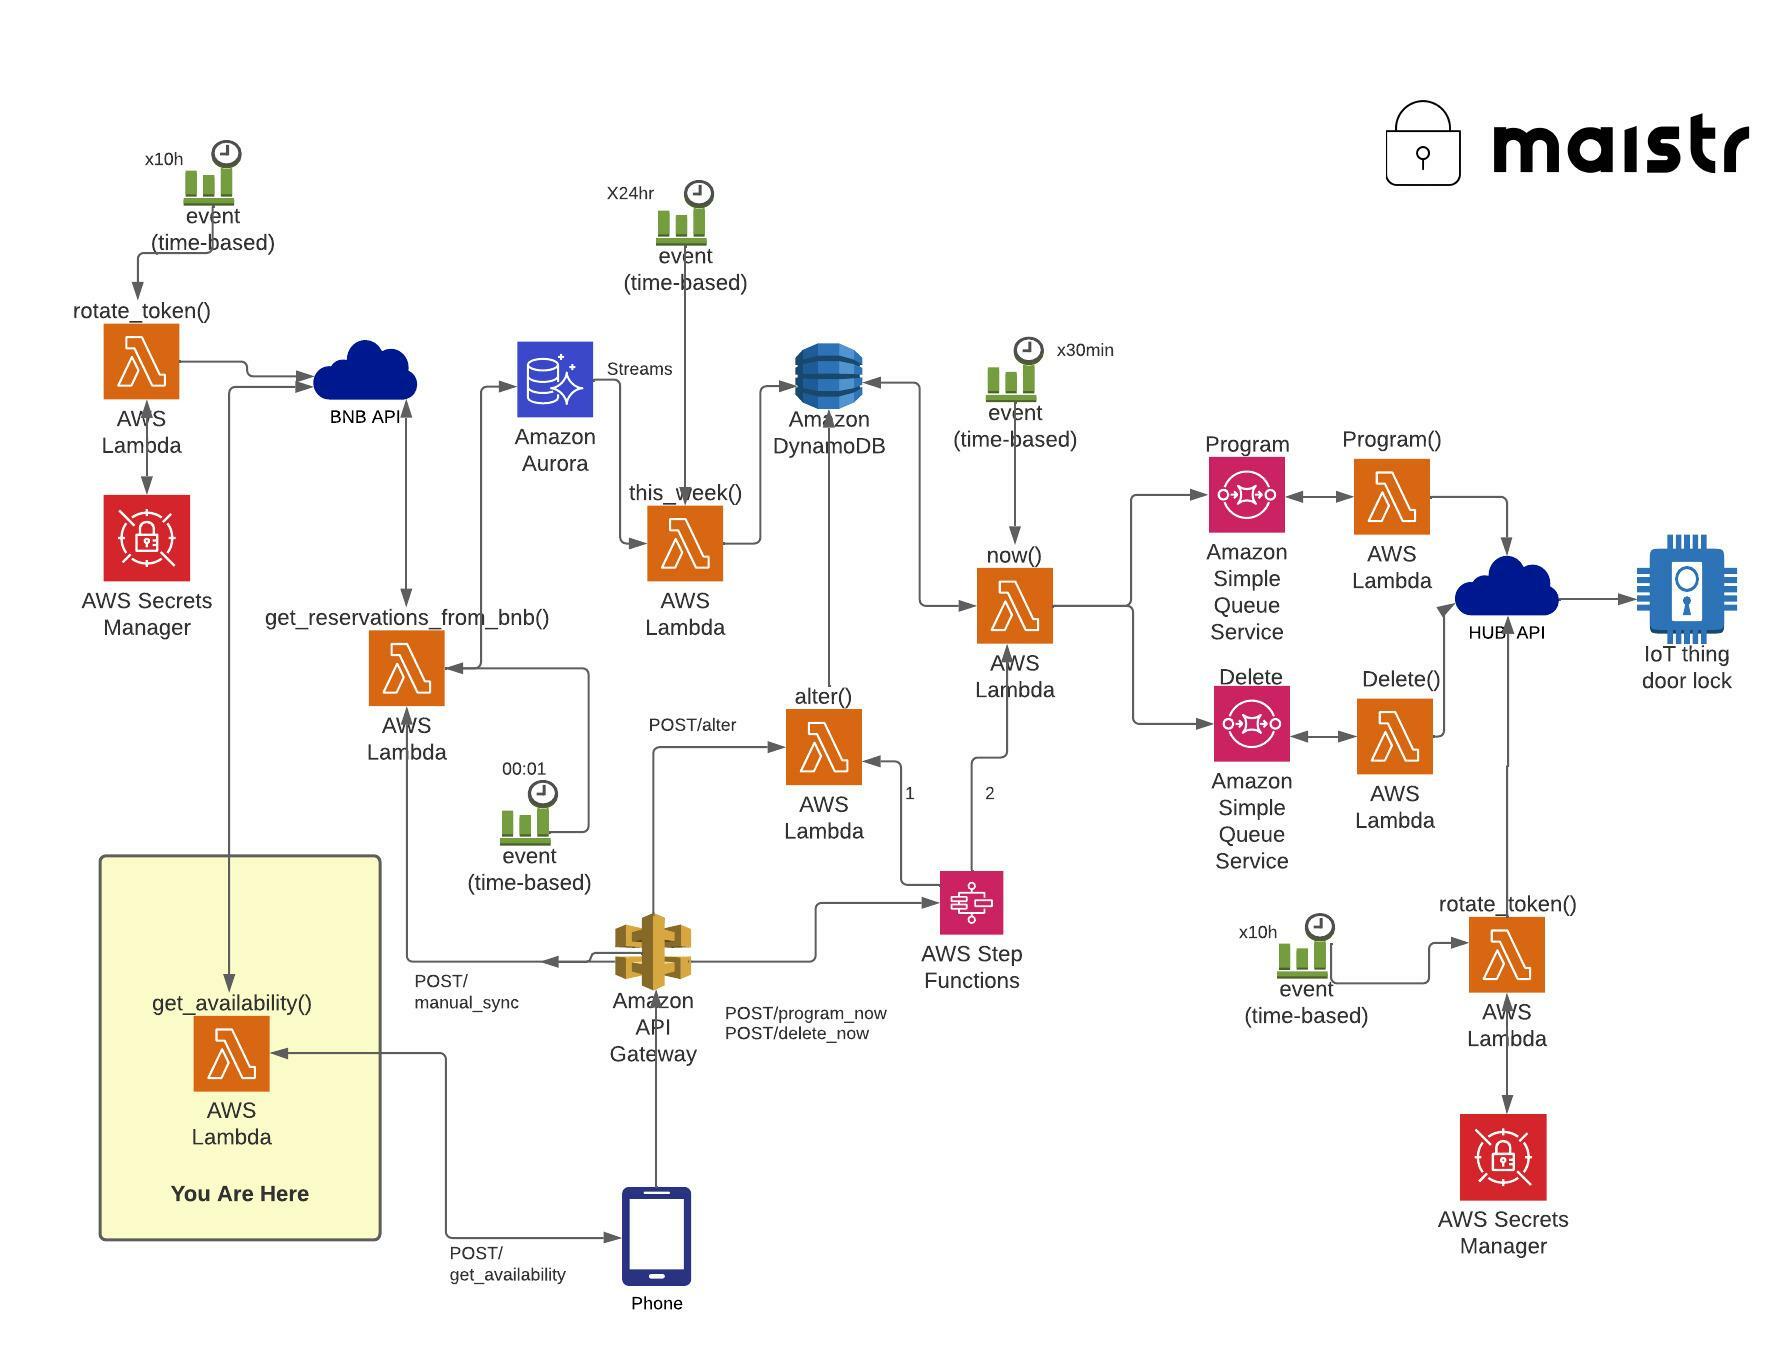 maistr
x10h
event
(time-based)
rotate_token()
AWS
Lambda
AWS Secrets
Manager
BNB API
X24hr
event
(time-based)
Amazon
Aurora
Streams
this_week()
AWS
Lambda
Amazon
DynamoDB
x30min
event
(time-based)
now()
AWS
Lambda
Program
Amazon
Simple
Queue
Service
Program()
AWS
Lambda
HUB API
IoT thing
door lock
Delete
Amazon
Simple
Queue
Service
Delete()
AWS
Lambda
get_reservations_from_bnb()
AWS
Lambda
00:01
event
(time-based)
POST/alter
alter()
AWS
Lambda
1
2
AWS Step
Functions
POST/
manual_sync
Amazon
API
Gateway
POST/program_now
POST/delete_now
x10h
event
(time-based)
rotate_token()
AWS
Lambda
AWS Secrets
Manager
get_availability()
AWS
Lambda
You Are Here
POST/
get_availability
Phone